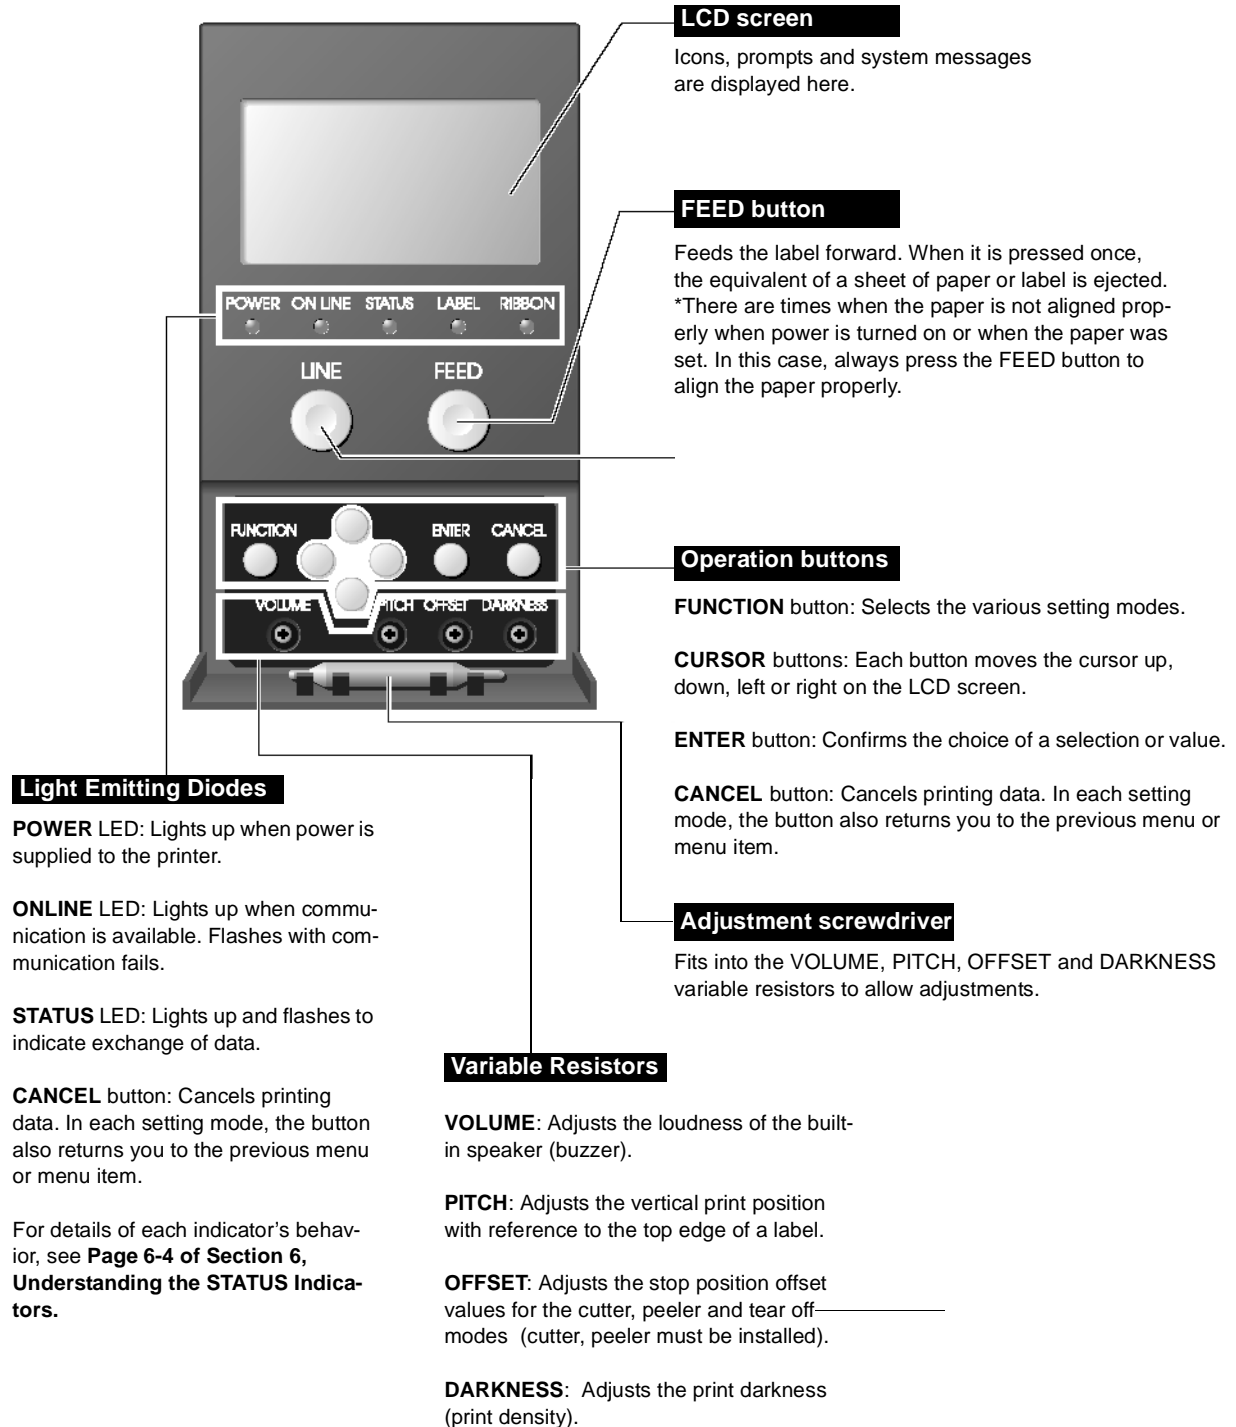 LCD screen
Icons, prompts and system messages
are displayed here.
FEED button
Feeds the label forward. When it is pressed once,
the equivalent of a sheet of paper or label is ejected.
*There are times when the paper is not aligned prop-
erly when power is turned on or when the paper was
set. In this case, always press the FEED button to
align the paper properly.
POWER ON LINE STATUS LABEL RIBBON
LINE FEED
FUNCTION ENTER CANCEL
VOLUME PITCH OFFSET DARKNESS
Operation buttons
FUNCTION button: Selects the various setting modes.
CURSOR buttons: Each button moves the cursor up,
down, left or right on the LCD screen.
ENTER button: Confirms the choice of a selection or value.
CANCEL button: Cancels printing data. In each setting
mode, the button also returns you to the previous menu or
menu item.
Adjustment screwdriver
Fits into the VOLUME, PITCH, OFFSET and DARKNESS
variable resistors to allow adjustments.
Light Emitting Diodes
POWER LED: Lights up when power is
supplied to the printer.
ONLINE LED: Lights up when commu-
nication is available. Flashes with com-
munication fails.
STATUS LED: Lights up and flashes to
indicate exchange of data.
CANCEL button: Cancels printing
data. In each setting mode, the button
also returns you to the previous menu
or menu item.
For details of each indicator's behav-
ior, see Page 6-4 of Section 6,
Understanding the STATUS Indica-
tors.
Variable Resistors
VOLUME: Adjusts the loudness of the built-
in speaker (buzzer).
PITCH: Adjusts the vertical print position
with reference to the top edge of a label.
OFFSET: Adjusts the stop position offset
values for the cutter, peeler and tear off
modes (cutter, peeler must be installed).
DARKNESS: Adjusts the print darkness
(print density).